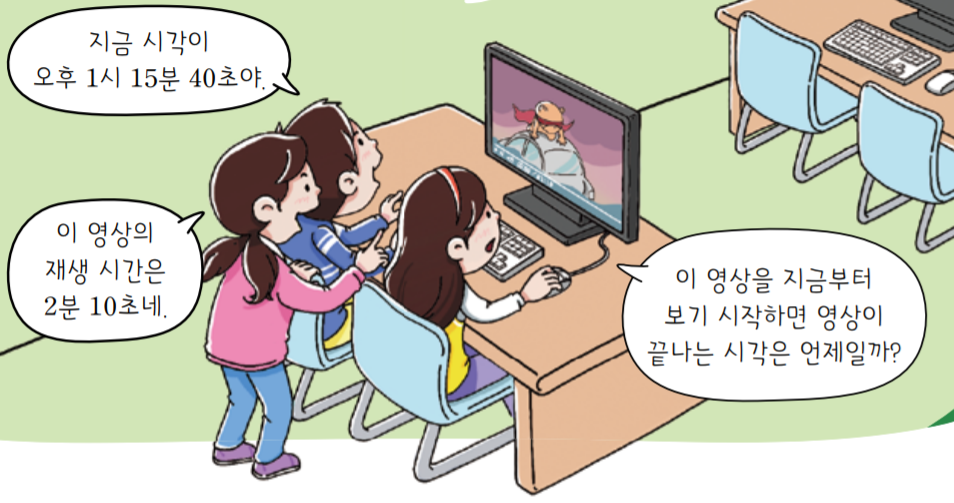 지금 시각이
오후 1시 15분 40초야.
이 영상의
재생 시간은
2분 10초네.
이 영상을 지금부터
보기 시작하면 영상이
끝나는 시각은 언제일까?